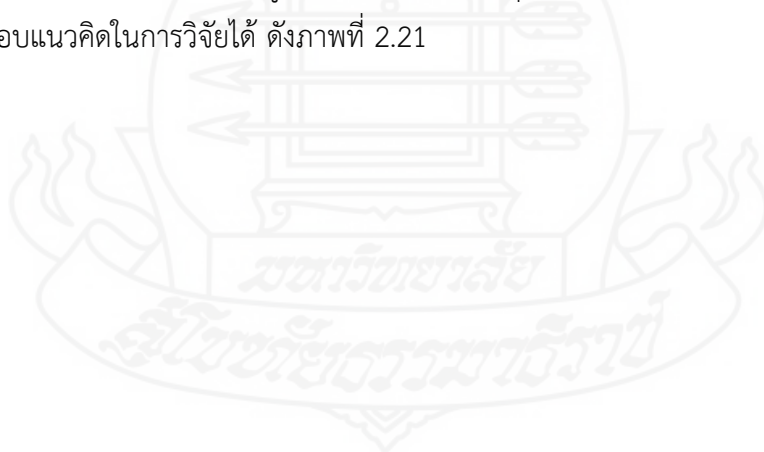 อบแนวคิดในการวิจัยได้ ดังภาพที่ 2.21
มหาวิทยาลัย
สุโขทัยธรรมาธิราช